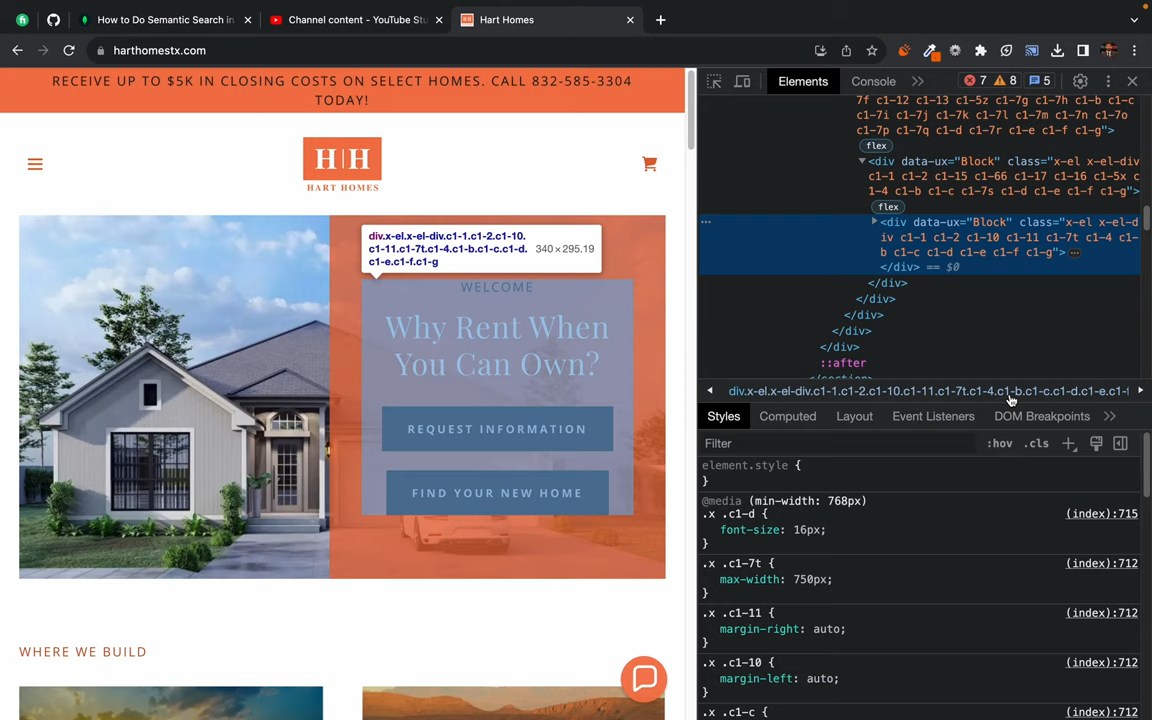 How to Do Semantic Search in
Channel content - YouTube Stu
Hart Homes
harthomestx.com
RECEIVE UP TO $5K IN CLOSING COSTS ON SELECT HOMES. CALL 832-585-3304
TODAY!
H|H
HART HOMES
div.x-el.x-el-div.c1-1.c1-2.c1-10.
c1-11.c1-7t.c1-4.c1-b.c1-c.c1-d.
c1-e.c1-f.c1-g
340×295.19
WELCOME
Why Rent When
You Can Own?
REQUEST INFORMATION
FIND YOUR NEW HOME
WHERE WE BUILD
Elements
Console
7
8
5
7f c1-12 c1-13 c1-5z c1-7g c1-7h c1-b c1-c
c1-7i c1-7j c1-7k c1-7l c1-7m c1-7n c1-7o
c1-7p c1-7q c1-d c1-7r c1-e c1-f c1-g">
flex
<div data-ux="Block" class="x-el x-el-div
c1-1 c1-2 c1-15 c1-66 c1-17 c1-16 c1-5x c
1-4 c1-b c1-c c1-7s c1-d c1-e c1-f c1-g">
flex
<div data-ux="Block" class="x-el x-el-d
iv c1-1 c1-2 c1-10 c1-11 c1-7t c1-4 c1-
b c1-c c1-d c1-e c1-f c1-g">
</div> == $0
</div>
</div>
</div>
</div>
</div>
::after
div.x-el.x-el-div.c1-1.c1-2.c1-10.c1-11.c1-7t.c1-4.c1-b.c1-c.c1-d.c1-e.c1-f
Styles
Computed
Layout
Event Listeners
DOM Breakpoints
Filter
:hov
.cls
element.style {
}
@media (min-width: 768px)
.x .c1-d {
(index):715
font-size: 16px;
}
.x .c1-7t {
(index):712
max-width: 750px;
}
.x .c1-11 {
(index):712
margin-right: auto;
}
.x .c1-10 {
(index):712
margin-left: auto;
}
.x .c1-c {
(index):712